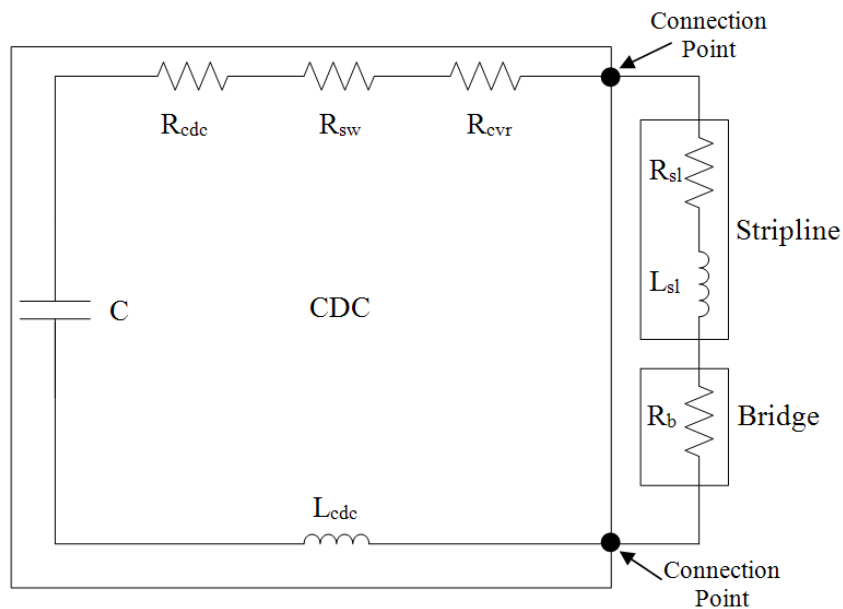 Connection
Point
Rcdc
Rsw
Rcvr
Rsl
Stripline
Lsl
C
CDC
Rb
Bridge
Lcdc
Connection
Point